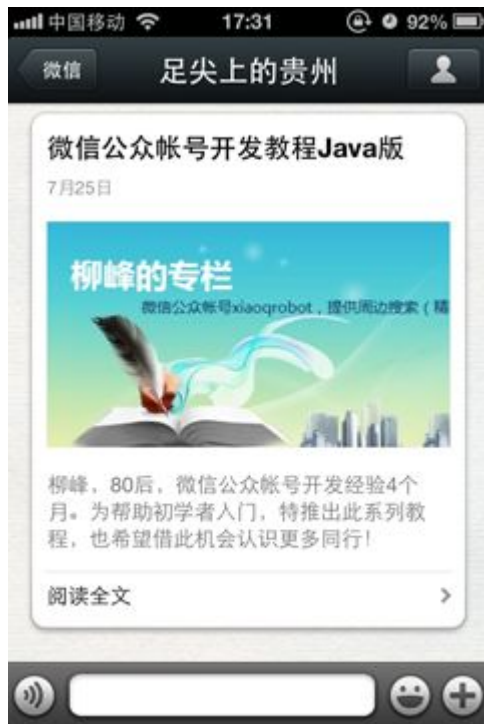 中国移动 17:31 92%
微信 足尖上的贵州
微信公众帐号开发教程Java版
7月25日
柳峰的专栏
微信公众帐号xiaoqrobot，提供周边搜索（精
柳峰，80后，微信公众帐号开发经验4个
月。为帮助初学者入门，特推出此系列教
程，也希望借此机会认识更多同行！
阅读全文